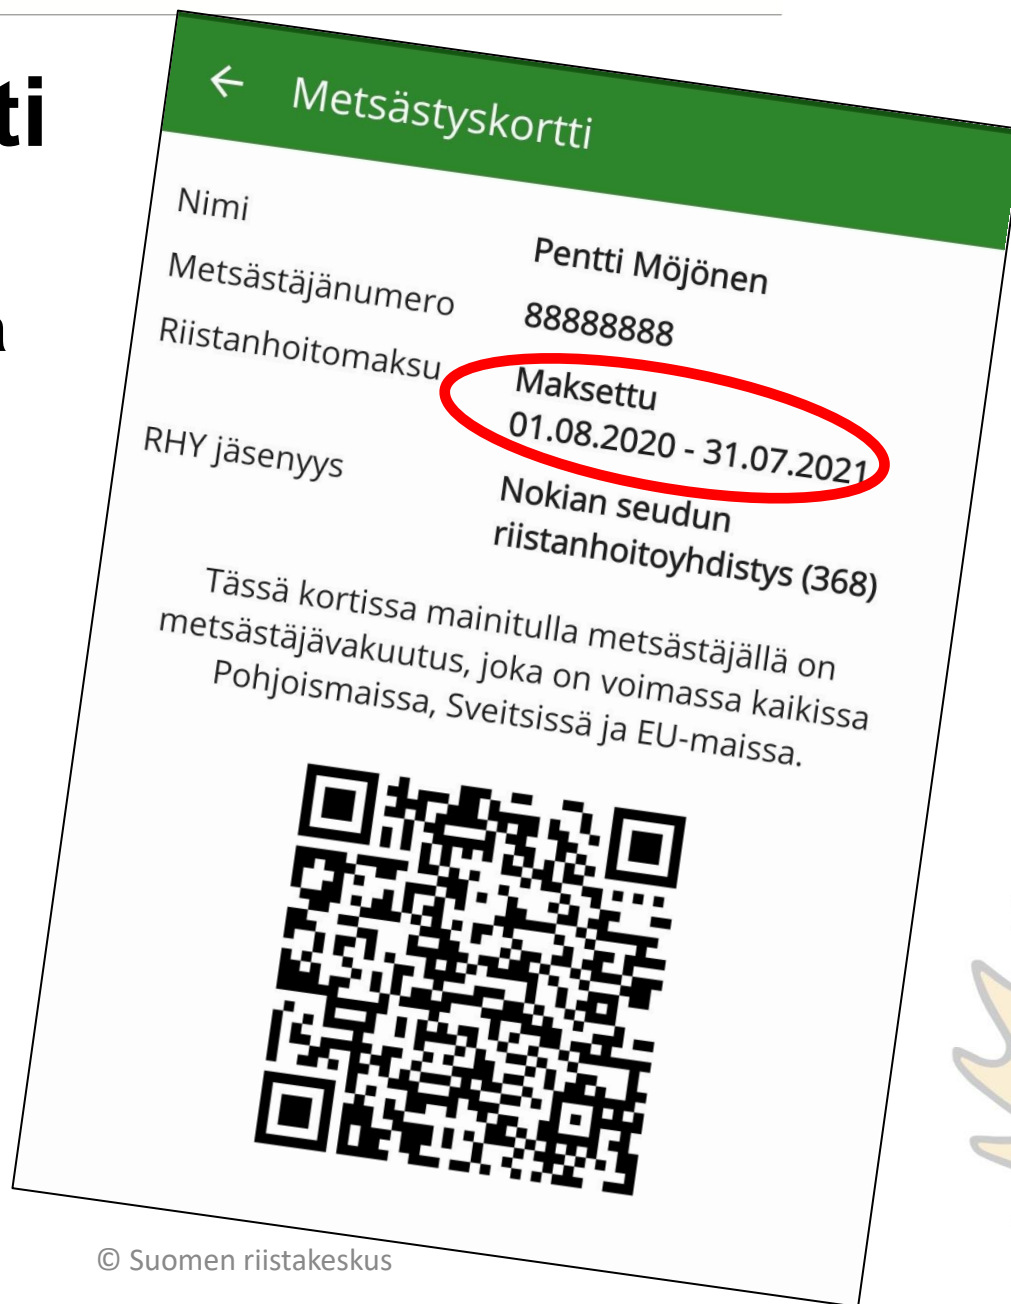 ti
a
Metsästyskortti
Nimi
Pentti Möjönen
Metsästäjänumero
88888888
Riistanhoitomaksu
Maksettu
01.08.2020 - 31.07.2021
RHY jäsenyys
Nokian seudun
riistanhoitoyhdistys (368)
Tässä kortissa mainitulla metsästäjällä on
metsästäjävakuutus, joka on voimassa kaikissa
Pohjoismaissa, Sveitsissä ja EU-maissa.
© Suomen riistakeskus